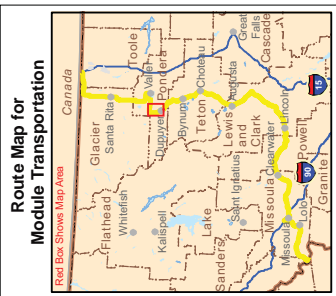 Route Map for
Module Transportation
Red Box Shows Map Area
Canada
Glacier
Toole
Santa Rita
Flathead
Valier
Pondera
Whitefish
Dupuyer
Kalispell
Bynum
Choteau
Teton
Great
Falls
Cascade
Lake
Augusta
Lewis
and
Clark
Saint Ignatius
Sanders
Missoula
Clearwater
Lincoln
Powell
Missoula
Lolo
Granite
15
90